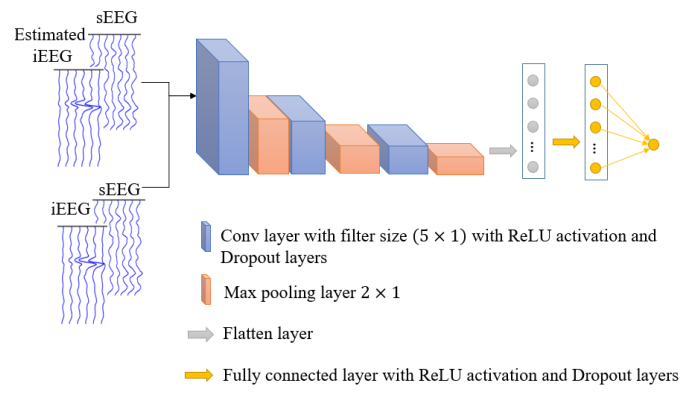 sEEG
Estimated
iEEG
sEEG
iEEG
Conv layer with filter size (5 × 1) with ReLU activation and
Dropout layers
Max pooling layer 2 × 1
Flatten layer
Fully connected layer with ReLU activation and Dropout layers